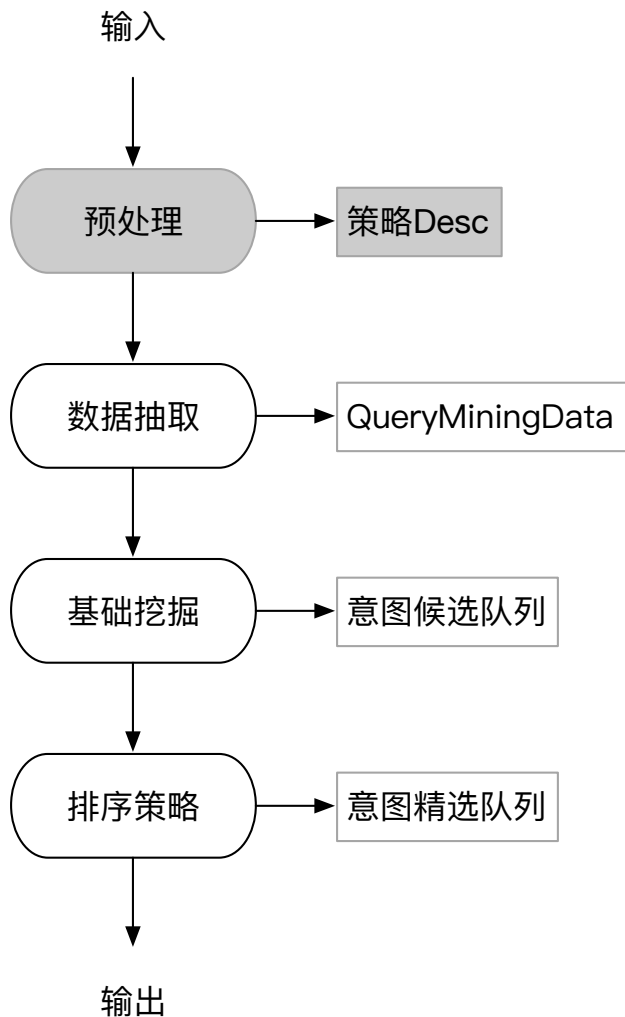 输入
预处理
策略Desc
数据抽取
QueryMiningData
基础挖掘
意图候选队列
排序策略
意图精选队列
输出